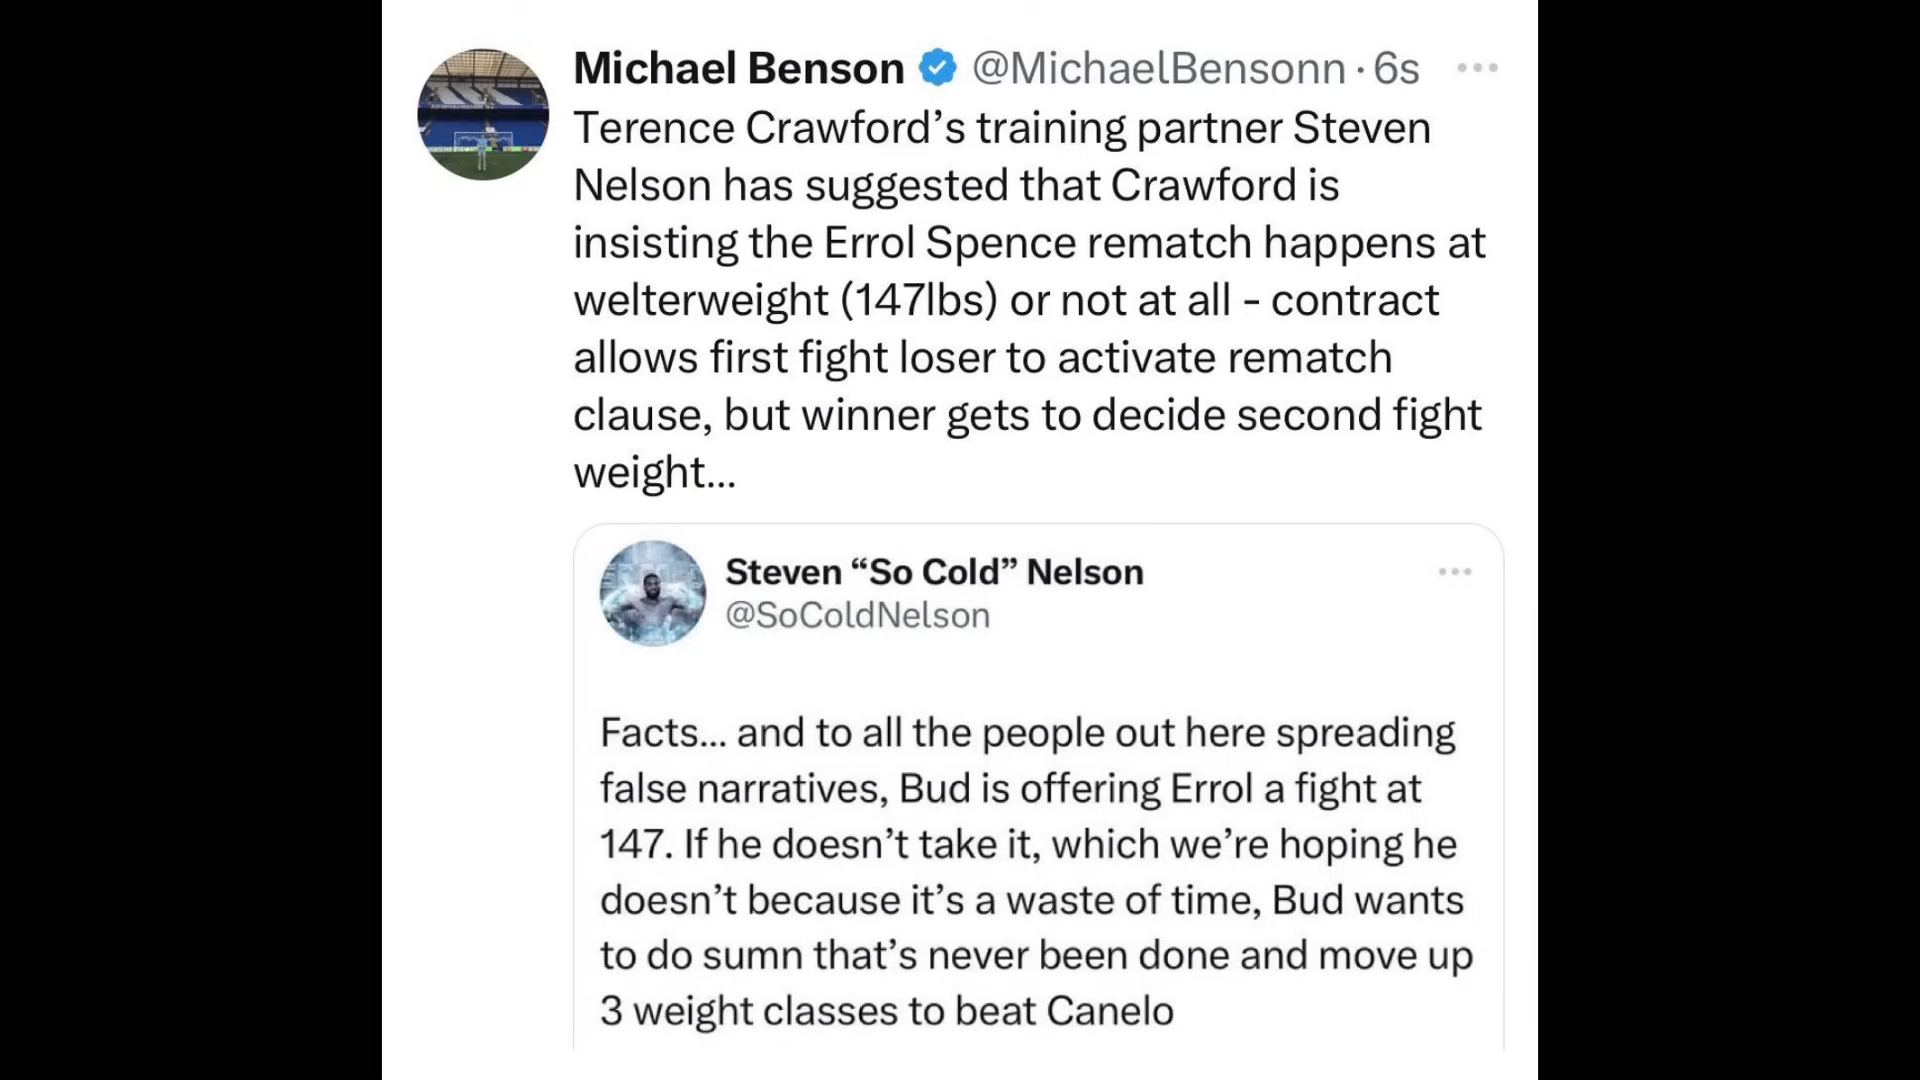 Michael Benson @MichaelBensonn · 6s
Terence Crawford’s training partner Steven
Nelson has suggested that Crawford is
insisting the Errol Spence rematch happens at
welterweight (147lbs) or not at all - contract
allows first fight loser to activate rematch
clause, but winner gets to decide second fight
weight...
Steven “So Cold” Nelson
@SoColdNelson
Facts... and to all the people out here spreading
false narratives, Bud is offering Errol a fight at
147. If he doesn’t take it, which we’re hoping he
doesn’t because it’s a waste of time, Bud wants
to do sumn that’s never been done and move up
3 weight classes to beat Canelo